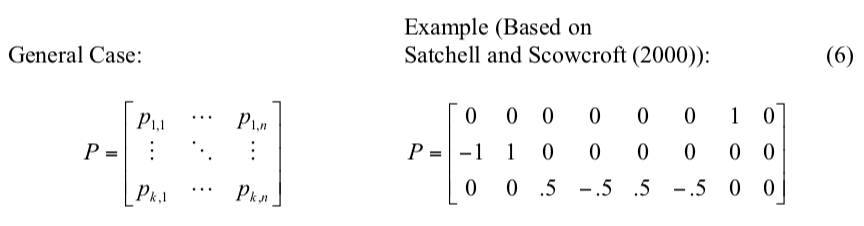 Example (Based on
General Case: Satchell and Scowcroft (2000)): (6)
P = [ p1,1 ⋯ p1,n ] P = [ 0 0 0 0 0 0 1 0 ]
[ ⋮ ⋱ ⋮ ] [ −1 1 0 0 0 0 0 0 ]
[ pk,1 ⋯ pk,n ] [ 0 0 .5 −.5 .5 −.5 0 0 ]